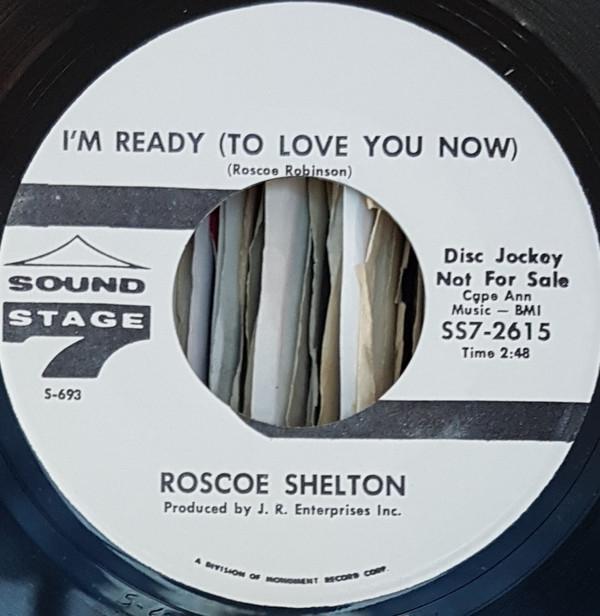 I'M READY (TO LOVE YOU NOW)
(Roscoe Robinson)
SOUND
STAGE
7
S-693
Disc Jockey
Not For Sale
Cape Ann
Music — BMI
SS7-2615
Time 2:48
ROSCOE SHELTON
Produced by J. R. Enterprises Inc.
A DIVISION OF MONUMENT RECORD CORP.